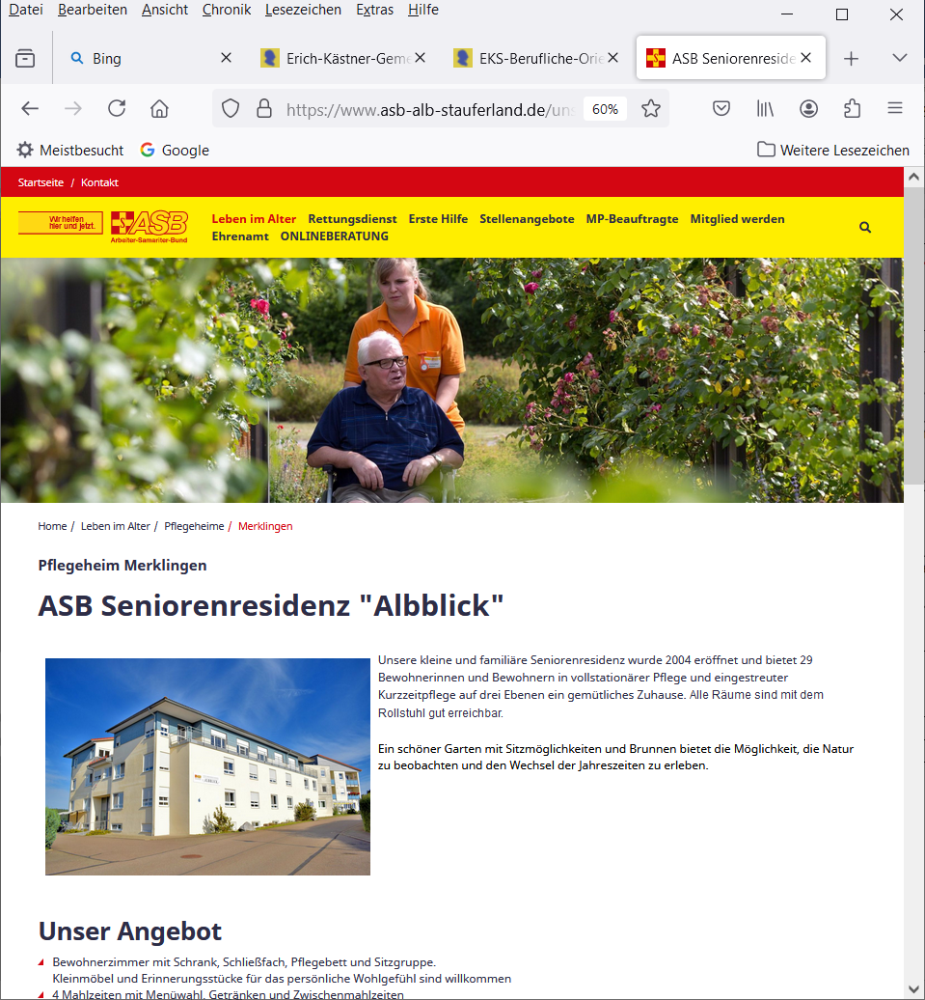 Datei Bearbeiten Ansicht Chronik Lesezeichen Extras Hilfe
Bing
Erich-Kästner-Geme
EKS-Berufliche-Orie
ASB Seniorenreside
https://www.asb-alb-stauferland.de/uns
60%
Meistbesucht
Google
Weitere Lesezeichen
Startseite / Kontakt
Wir helfen
hier und jetzt.
ASB
Arbeiter-Samariter-Bund
Leben im Alter Rettungsdienst Erste Hilfe Stellenangebote MP-Beauftragte Mitglied werden
Ehrenamt ONLINEBERATUNG
Home / Leben im Alter / Pflegeheime / Merklingen
Pflegeheim Merklingen
ASB Seniorenresidenz "Albblick"
Unsere kleine und familiäre Seniorenresidenz wurde 2004 eröffnet und bietet 29
Bewohnerinnen und Bewohnern in vollstationärer Pflege und eingestreuter
Kurzzeitpflege auf drei Ebenen ein gemütliches Zuhause. Alle Räume sind mit dem
Rollstuhl gut erreichbar.
Ein schöner Garten mit Sitzmöglichkeiten und Brunnen bietet die Möglichkeit, die Natur
zu beobachten und den Wechsel der Jahreszeiten zu erleben.
Unser Angebot
Bewohnerzimmer mit Schrank, Schließfach, Pflegebett und Sitzgruppe.
Kleinmöbel und Erinnerungsstücke für das persönliche Wohlgefühl sind willkommen
4 Mahlzeiten mit Menüwahl, Getränken und Zwischenmahlzeiten